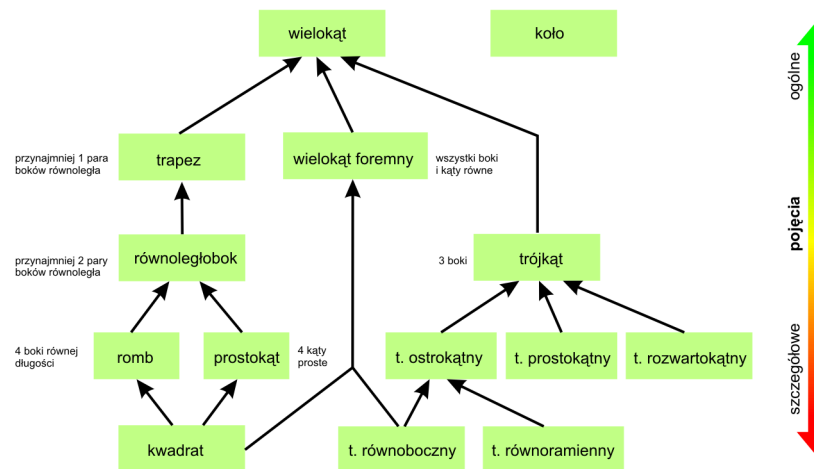 wielokąt
koło
ogólne
przynajmniej 1 para
boków równoległa
trapez
wielokąt foremny
wszystki boki
i kąty równe
pojęcia
przynajmniej 2 pary
boków równoległa
równoległobok
3 boki
trójkąt
4 boki równej
długości
romb
prostokąt
4 kąty
proste
t. ostrokątny
t. prostokątny
t. rozwartokątny
szczegółowe
kwadrat
t. równoboczny
t. równoramienny